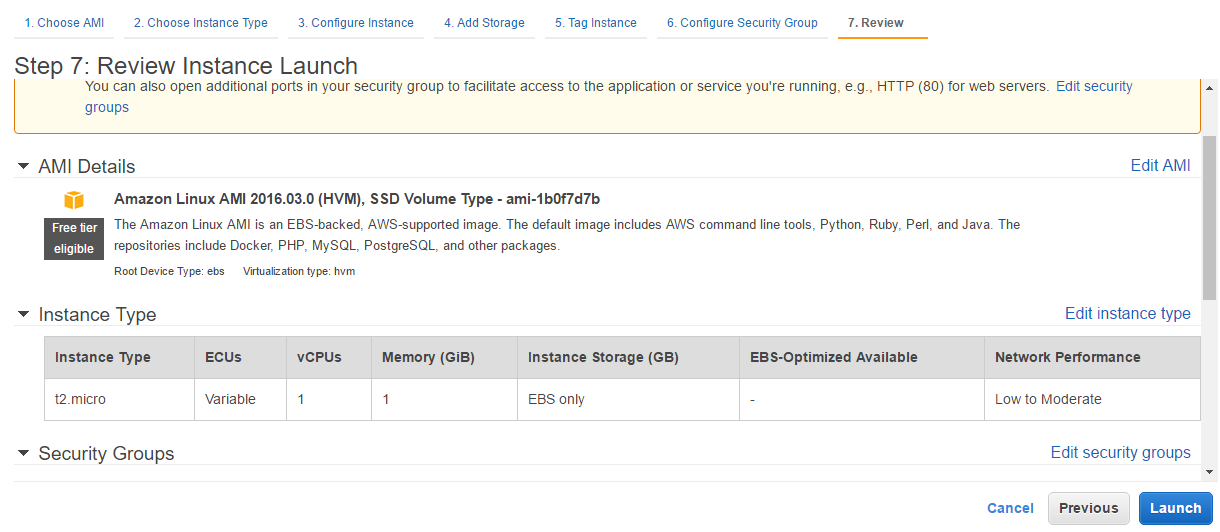 1. Choose AMI 2. Choose Instance Type 3. Configure Instance 4. Add Storage 5. Tag Instance 6. Configure Security Group 7. Review
Step 7: Review Instance Launch
You can also open additional ports in your security group to facilitate access to the application or service you're running, e.g., HTTP (80) for web servers. Edit security
groups
AMI Details Edit AMI
Amazon Linux AMI 2016.03.0 (HVM), SSD Volume Type - ami-1b0f7d7b
Free tier
eligible
The Amazon Linux AMI is an EBS-backed, AWS-supported image. The default image includes AWS command line tools, Python, Ruby, Perl, and Java. The
repositories include Docker, PHP, MySQL, PostgreSQL, and other packages.
Root Device Type: ebs Virtualization type: hvm
Instance Type Edit instance type
Instance Type ECUs vCPUs Memory (GiB) Instance Storage (GB) EBS-Optimized Available Network Performance
t2.micro Variable 1 1 EBS only - Low to Moderate
Security Groups Edit security groups
Cancel Previous Launch